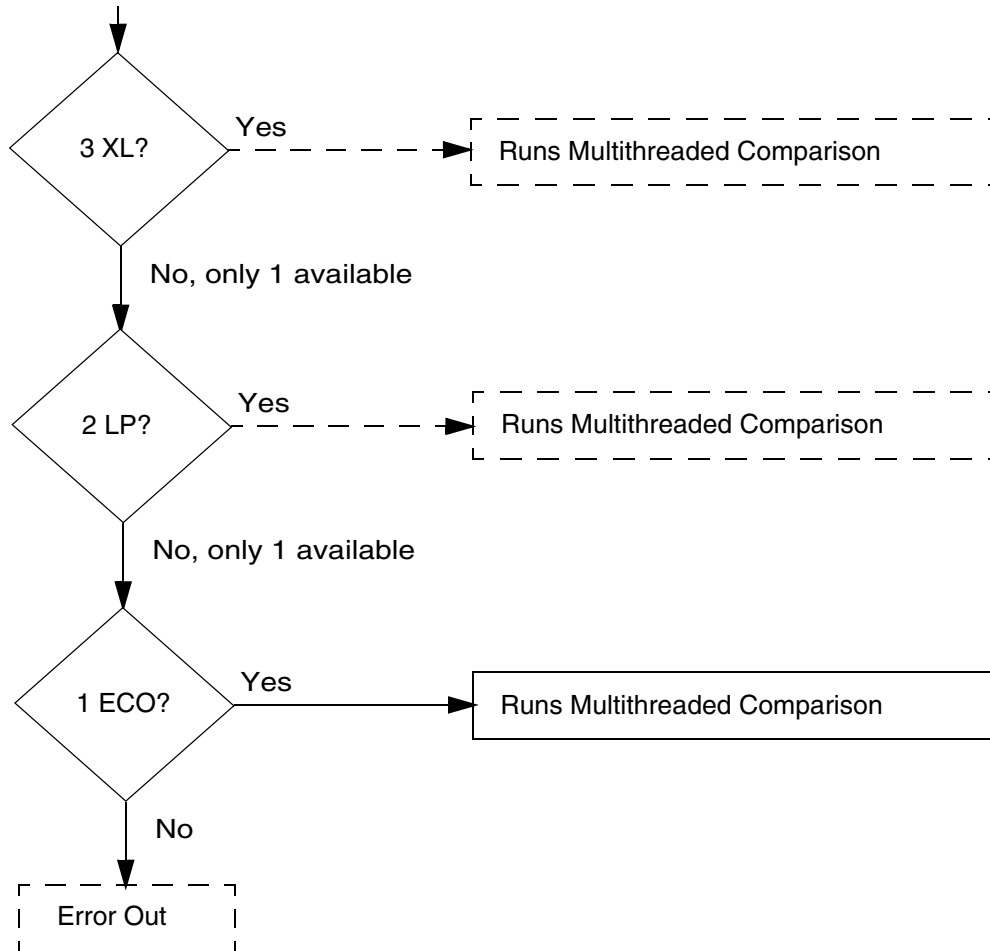 3 XL?
Yes
Runs Multithreaded Comparison
No, only 1 available
2 LP?
Yes
Runs Multithreaded Comparison
No, only 1 available
1 ECO?
Yes
Runs Multithreaded Comparison
No
Error Out